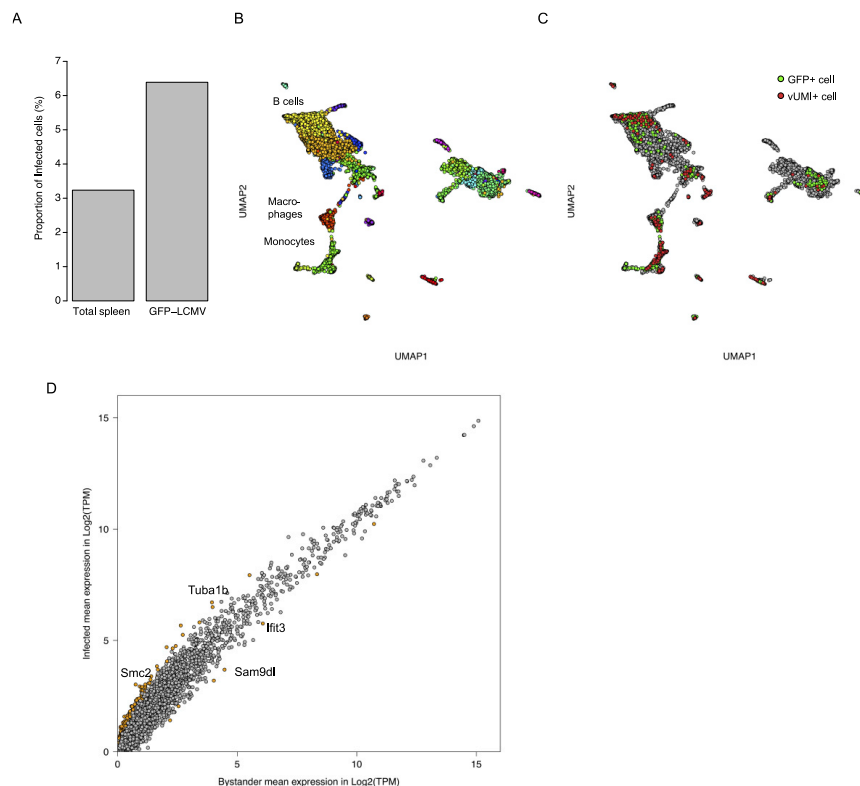 A
B
C
7
6
5
4
3
2
1
0
Proportion of Infected cells (%)
Total spleen
GFP–LCMV
B cells
Macro-
phages
Monocytes
UMAP2
UMAP1
GFP+ cell
vUMI+ cell
UMAP2
UMAP1
D
15
10
5
0
Infected mean expression in Log2(TPM)
Tuba1b
Ifit3
Smc2
Sam9dl
0
5
10
15
Bystander mean expression in Log2(TPM)